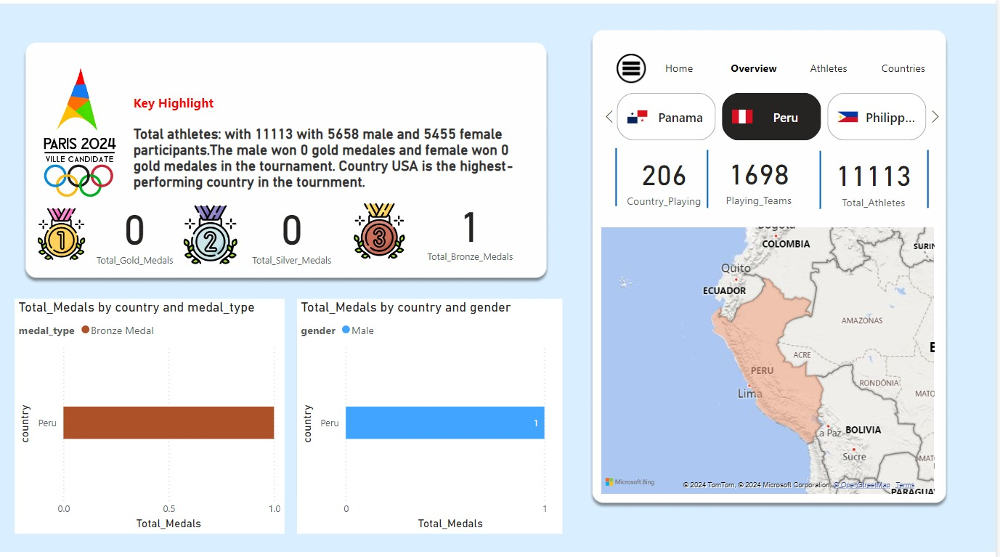 PARIS 2024
VILLE CANDIDATE
Key Highlight
Total athletes: with 11113 with 5658 male and 5455 female
participants.The male won 0 gold medales and female won 0
gold medales in the tournament. Country USA is the highest-
performing country in the tournment.
1
0
Total_Gold_Medals
2
0
Total_Silver_Medals
3
1
Total_Bronze_Medals
Total_Medals by country and medal_type
medal_type Bronze Medal
country
Peru
0.0 0.5 1.0
Total_Medals
Total_Medals by country and gender
gender Male
country
Peru
1
0 1
Total_Medals
Home Overview Athletes Countries
Panama Peru Philipp...
206
Country_Playing
1698
Playing_Teams
11113
Total_Athletes
Bogota
COLOMBIA
SURIN
Quito
ECUADOR
AMAZONAS
B
ACRE
PERU
RONDÔNIA
Lima
MATO
La Paz BOLIVIA
Sucre
MAT
Microsoft Bing
© 2024 TomTom, © 2024 Microsoft Corporation, © OpenStreetMap Terms
PARAGUA